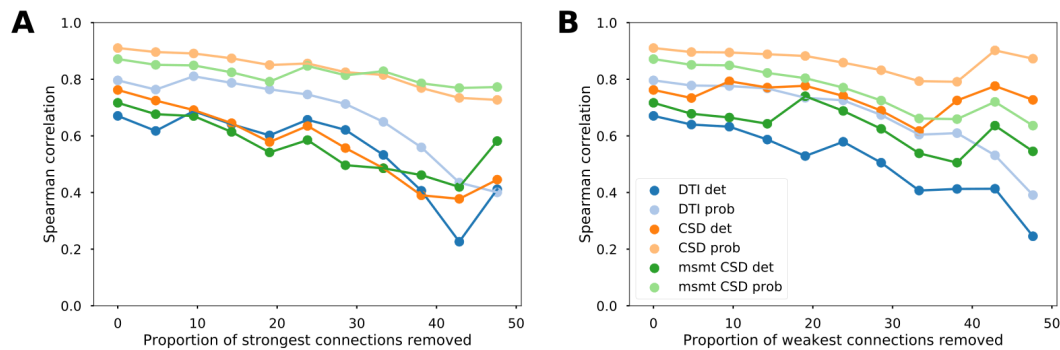 A
Spearman correlation
1.0
0.8
0.6
0.4
0.2
0.0
0 10 20 30 40 50
Proportion of strongest connections removed
B
Spearman correlation
1.0
0.8
0.6
0.4
0.2
0.0
DTI det
DTI prob
CSD det
CSD prob
msmt CSD det
msmt CSD prob
0 10 20 30 40 50
Proportion of weakest connections removed